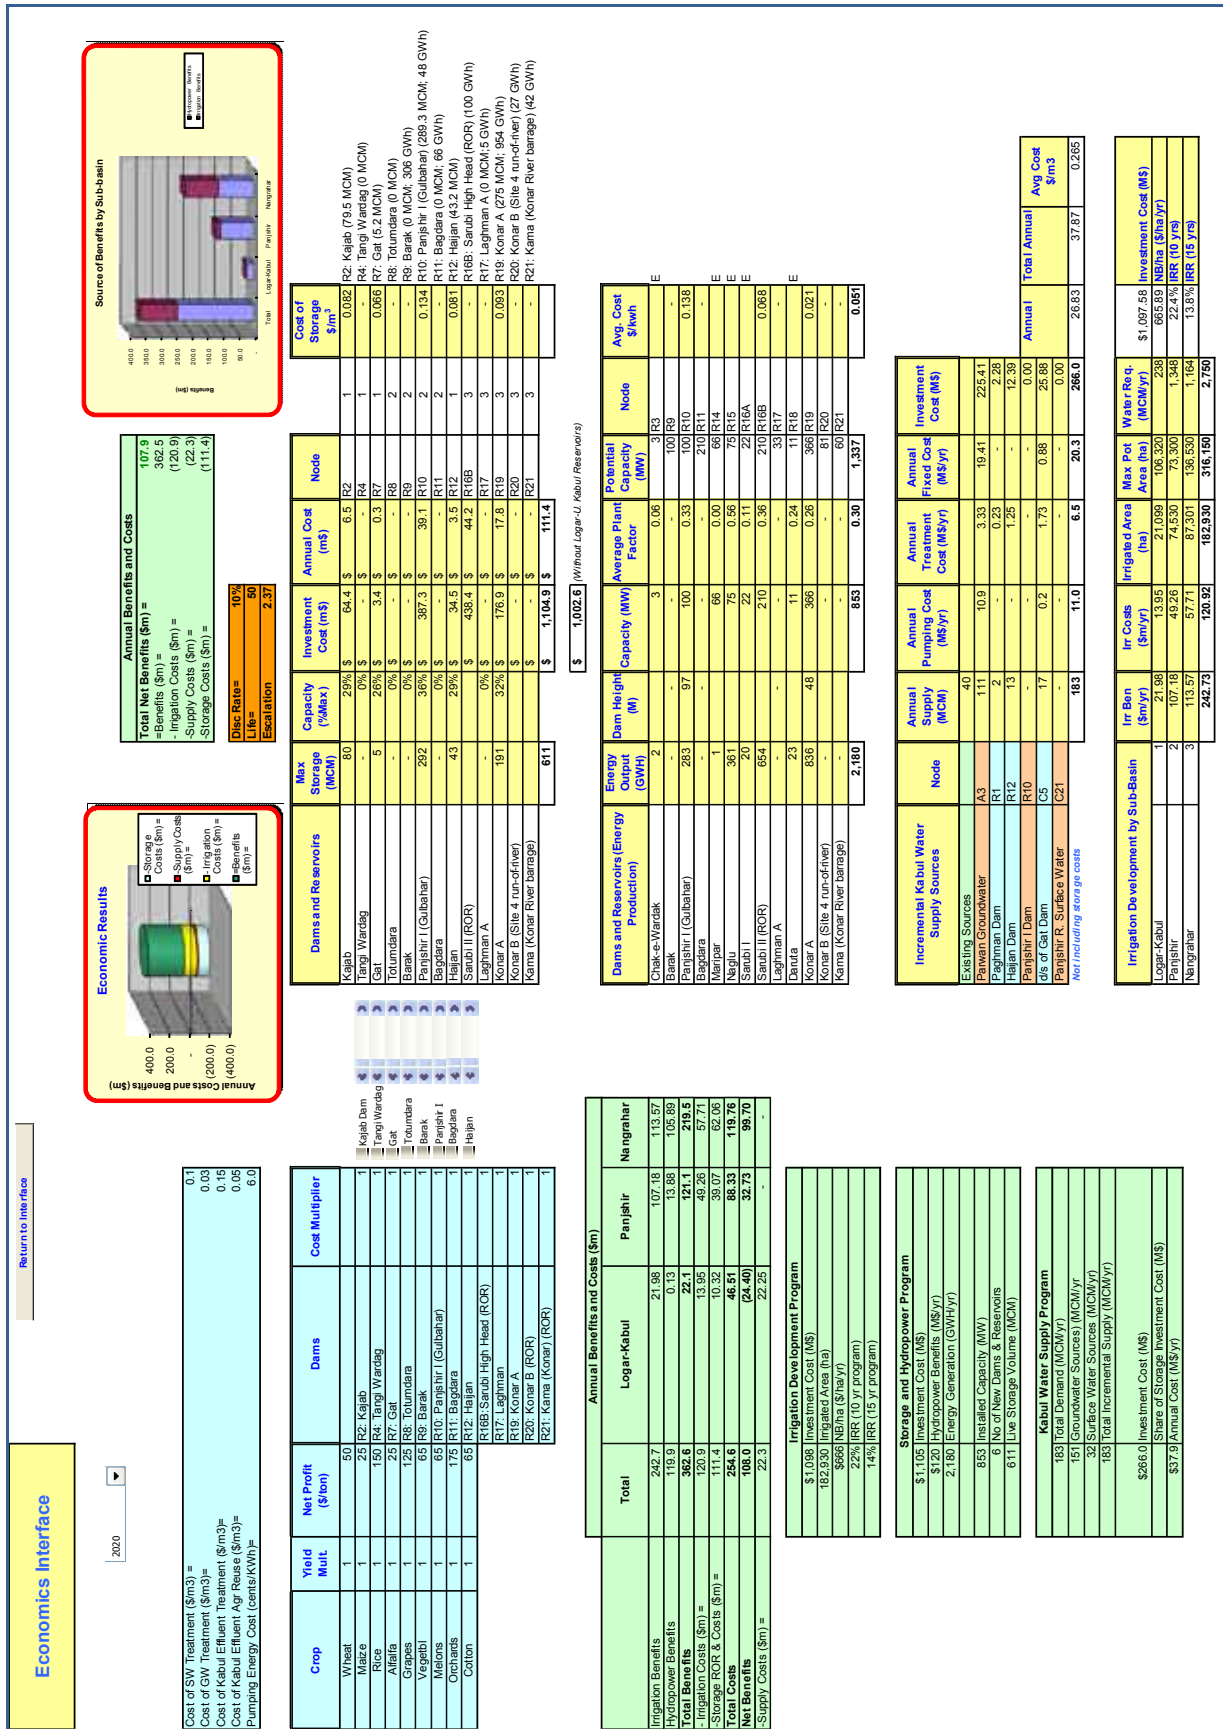 Economics Interface
Return to Interface
2020
Cost of SW Treatment ($/m3) = 0.1
Cost of GW Treatment ($/m3)= 0.03
Cost of Kabul Effluent Treatment ($/m3)= 0.15
Cost of Kabul Effluent Agr Reuse ($/m3)= 0.05
Pumping Energy Cost (cents/KWh)= 6.0
Crop Yield Mult. Net Profit ($/ton) Dams Cost Multiplier
Wheat 1 50
Maize 1 25 R2: Kajab 1
Rice 1 150 R4: Tangi Wardag 1
Alfalfa 1 25 R7: Gat 1
Grapes 1 125 R8: Totumdara 1
Vegetbl 1 65 R9: Barak 1
Melons 1 65 R10: Panjshir I (Gulbahar) 1
Orchards 1 175 R11: Bagdara 1
Cotton 1 65 R12: Haijan 1
R16B: Sarubi High Head (ROR) 1
R17: Laghman 1
R19: Konar A 1
R20: Konar B (ROR) 1
R21: Kama (Konar) (ROR) 1
Kajab Dam
Tangi Wardag
Gat
Totumdara
Barak
Panjshir I
Bagdara
Haijan
Annual Benefits and Costs ($m)
Total Logar-Kabul Panjshir Nangrahar
Irrigation Benefits 242.7 21.98 107.18 113.57
Hydropower Benefits 119.9 0.13 13.88 105.89
Total Benefits 362.6 22.1 121.1 219.5
- Irrigation Costs ($m) = 120.9 13.95 49.26 57.71
-Storage ROR & Costs ($m) = 111.4 10.32 39.07 62.06
Total Costs 254.6 46.51 88.33 119.76
Net Benefits 108.0 (24.40) 32.73 99.70
-Supply Costs ($m) = 22.3 22.25 - -
Irrigation Development Program
$1,098 Investment Cost (M$)
182,930 Irrigated Area (ha)
$666 NB/ha ($/ha/yr)
22% IRR (10 yr program)
14% IRR (15 yr program)
Storage and Hydropower Program
$1,105 Investment Cost (M$)
$120 Hydropower Benefits (M$/yr)
2,180 Energy Generation (GWH/yr)
853 Installed Capacity (MW)
6 No of New Dams & Reservoirs
611 Live Storage Volume (MCM)
Kabul Water Supply Program
183 Total Demand (MCM/yr)
151 Groundwater Sources) (MCM/yr
32 Surface Water Sources (MCM/yr)
183 Total Incremental Supply (MCM/yr)
$266.0 Investment Cost (M$)
Share of Storage Investment Cost (M$)
$37.9 Annual Cost (M$/yr)
Economic Results
Annual Costs and Benefits ($m)
400.0
200.0
-
(200.0)
(400.0)
-Storage Costs ($m) =
-Supply Costs ($m) =
- Irrigation Costs ($m) =
=Benefits ($m) =
Annual Benefits and Costs
Total Net Benefits ($m) = 107.9
=Benefits ($m) = 362.5
- Irrigation Costs ($m) = (120.9)
-Supply Costs ($m) = (22.3)
-Storage Costs ($m) = (111.4)
Disc Rate= 10%
Life= 50
Escalation 2.37
Source of Benefits by Sub-basin
Benefits ($m)
400.0
350.0
300.0
250.0
200.0
150.0
100.0
50.0
-
Total Logar-Kabul Panjshir Nangrahar
Hydropower Benefits
Irrigation Benefits
Dams and Reservoirs Max Storage (MCM) Capacity (%Max) Investment Cost (m$) Annual Cost (m$) Node Cost of Storage $/m3
Kajab 80 29% $ 64.4 $ 6.5 R2 1 0.082 R2: Kajab (79.5 MCM)
Tangi Wardag - 0% $ - $ - R4 1 - R4: Tangi Wardag (0 MCM)
Gat 5 26% $ 3.4 $ 0.3 R7 1 0.066 R7: Gat (5.2 MCM)
Totumdara - 0% $ - $ - R8 2 - R8: Totumdara (0 MCM)
Barak - 0% $ - $ - R9 2 - R9: Barak (0 MCM; 306 GWh)
Panjshir I (Gulbahar) 292 36% $ 387.3 $ 39.1 R10 2 0.134 R10: Panjshir I (Gulbahar) (289.3 MCM; 48 GWh)
Bagdara - 0% $ - $ - R11 2 - R11: Bagdara (0 MCM; 66 GWh)
Haijan 43 29% $ 34.5 $ 3.5 R12 1 0.081 R12: Haijan (43.2 MCM)
Sarubi II (ROR) $ 438.4 $ 44.2 R16B - R16B: Sarubi High Head (ROR) (100 GWh)
Laghman A - 0% $ - $ - R17 3 - R17: Laghman A (0 MCM;5 GWh)
Konar A 191 32% $ 176.9 $ 17.8 R19 3 0.093 R19: Konar A (275 MCM; 954 GWh)
Konar B (Site 4 run-of-river) - R20 3 - R20: Konar B (Site 4 run-of-river) (27 GWh)
Kama (Konar River barrage) - R21 3 - R21: Kama (Konar River barrage) (42 GWh)
611 $ 1,104.9 $ 111.4
$ 1,002.6 (Without Logar-U. Kabul Reservoirs)
Dams and Reservoirs (Energy Production) Energy Output (GWH) Dam Height (M) Capacity (MW) Average Plant Factor Potential Capacity (MW) Node Avg. Cost $/kwh
Chak-e-Wardak 2 3 0.06 3 R3 E
Barak - - - 100 R9 -
Panjshir I (Gulbahar) 283 97 100 0.33 100 R10 0.138
Bagdara - - - 210 R11 -
Maripar 1 66 0.00 66 R14 E
Naglu 361 75 0.56 75 R15 E
Sarubi I 20 22 0.11 22 R16A E
Sarubi II (ROR) 654 210 0.36 210 R16B 0.068
Laghman A - - - 33 R17 -
Daruta 23 11 0.24 11 R18 E
Konar A 836 48 366 0.26 366 R19 0.021
Konar B (Site 4 run-of-river) - - 81 R20 -
Kama (Konar River barrage) - - 60 R21 -
2,180 853 0.30 1,337 0.051
Incremental Kabul Water Supply Sources Node Annual Supply (MCM) Annual Pumping Cost (M$/yr) Annual Treatment Cost (M$/yr) Annual Fixed Cost (M$/yr) Investment Cost (M$) Annual Total Annual Avg Cost $/m3
Existing Sources 40
Parwan Groundwater A3 111 10.9 3.33 19.41 225.41
Paghman Dam R1 2 - 0.23 - 2.28
Haijan Dam R12 13 - 1.25 - 12.39
Panjshir I Dam R10 - - - - 0.00
d/s of Gat Dam C5 17 0.2 1.73 0.88 25.88
Panjshir R. Surface Water C21 - - - - 0.00
Not including storage costs 183 11.0 6.5 20.3 266.0 26.83 37.87 0.265
Irrigation Development by Sub-Basin Irr Ben ($m/yr) Irr Costs ($m/yr) Irrigated Area (ha) Max Pot Area (ha) Water Req. (MCM/yr)
Logar-Kabul 1 21.98 13.95 21,099 106,320 238
Panjshir 2 107.18 49.26 74,530 73,300 1,348
Nangrahar 3 113.57 57.71 87,301 136,530 1,164
242.73 120.92 182,930 316,150 2,750
$1,097.58 Investment Cost (M$)
665.89 NB/ha ($/ha/yr)
22.4% IRR (10 yrs)
13.8% IRR (15 yrs)